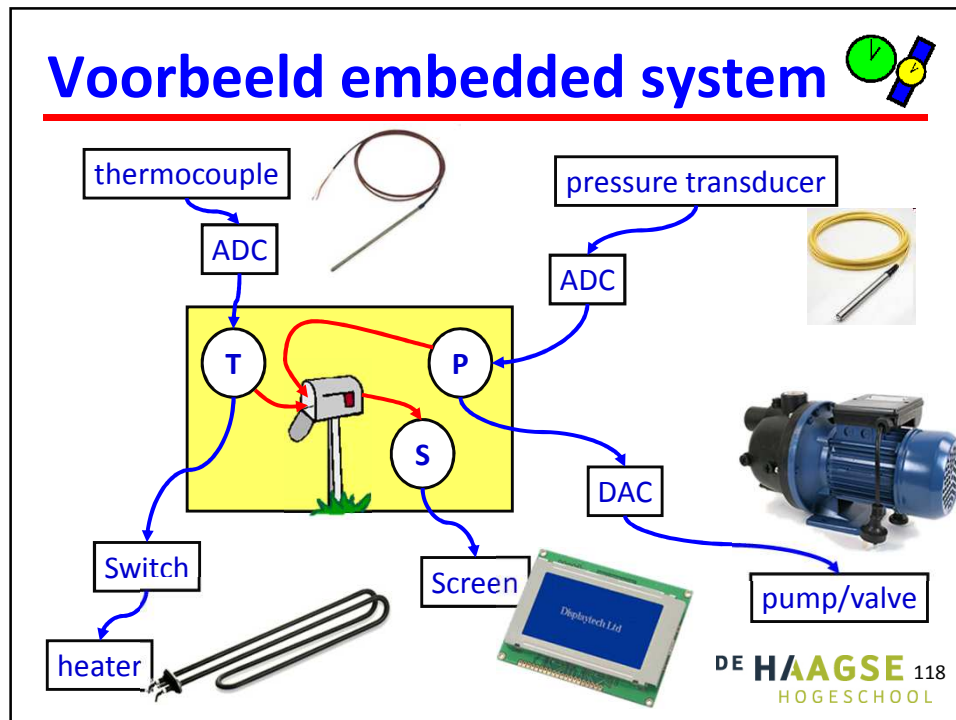 Voorbeeld embedded system
thermocouple
pressure transducer
ADC
ADC
T
P
S
DAC
Switch
Screen
Displaytech Ltd
pump/valve
heater
DE HAAGSE
HOGESCHOOL
118